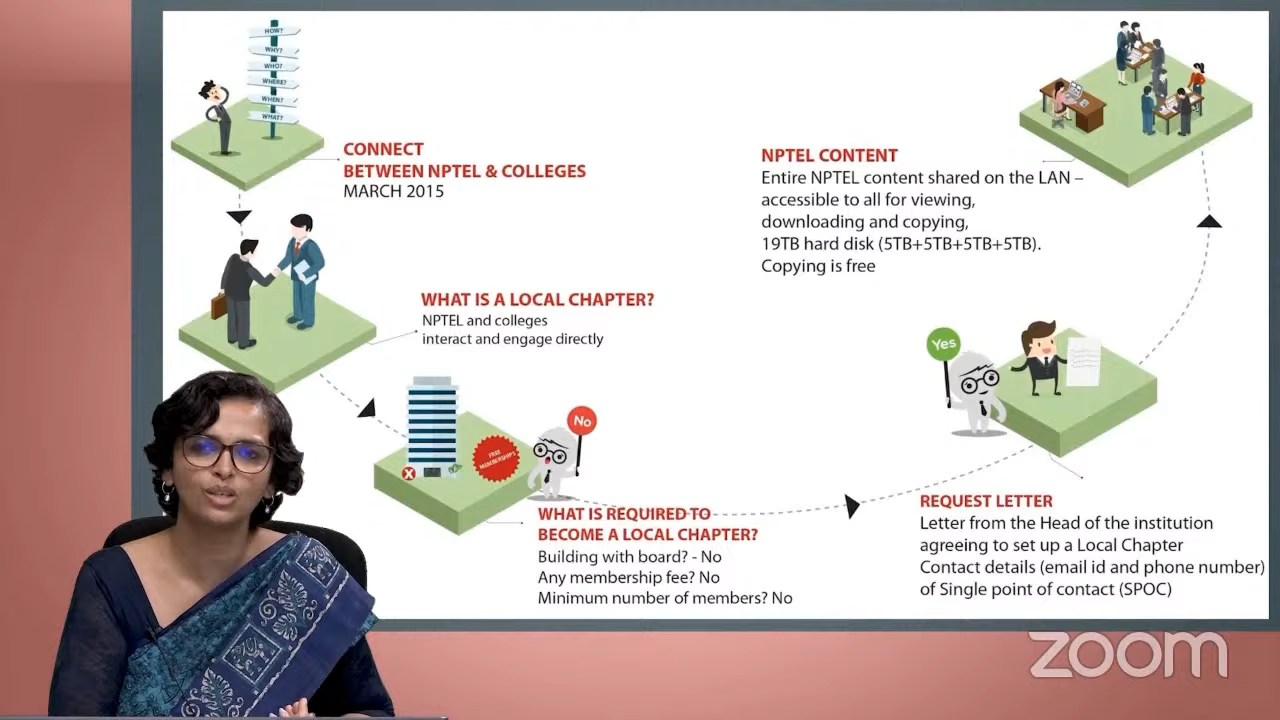 HOW?
WHY?
WHO?
WHERE?
WHEN?
WHAT?
CONNECT
BETWEEN NPTEL & COLLEGES
MARCH 2015
WHAT IS A LOCAL CHAPTER?
NPTEL and colleges
interact and engage directly
FREE
MEMBERSHIPS
No
WHAT IS REQUIRED TO
BECOME A LOCAL CHAPTER?
Building with board? - No
Any membership fee? No
Minimum number of members? No
Yes
REQUEST LETTER
Letter from the Head of the institution
agreeing to set up a Local Chapter
Contact details (email id and phone number)
of Single point of contact (SPOC)
NPTEL CONTENT
Entire NPTEL content shared on the LAN –
accessible to all for viewing,
downloading and copying,
19TB hard disk (5TB+5TB+5TB+5TB).
Copying is free
zoom